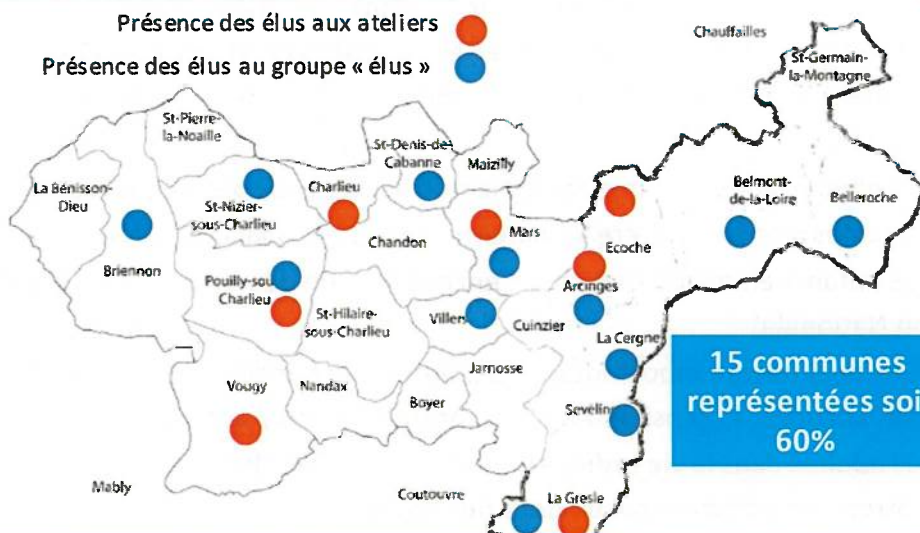 Présence des élus aux ateliers
Présence des élus au groupe « élus »
Chauffailles
St-Germain-
la-Montagne
St-Pierre-
la-Noaille
St-Denis-de-
Cabanne
Maizilly
La Bénisson-
Dieu
St-Nizier-
sous-Charlieu
Charlieu
Belmont-
de-la-Loire
Belleroche
Mars
Chandon
Ecoche
Briennon
Pouilly-sou
Charlieu
Arcinges
St-Hilaire-
sous-Charlieu
Villers
Cuinzier
La Cergne
15 communes
représentées soi
60%
Jarnosse
Vougy
Nandax
Boyer
Seveline
Mably
Coutouvre
La Gresle